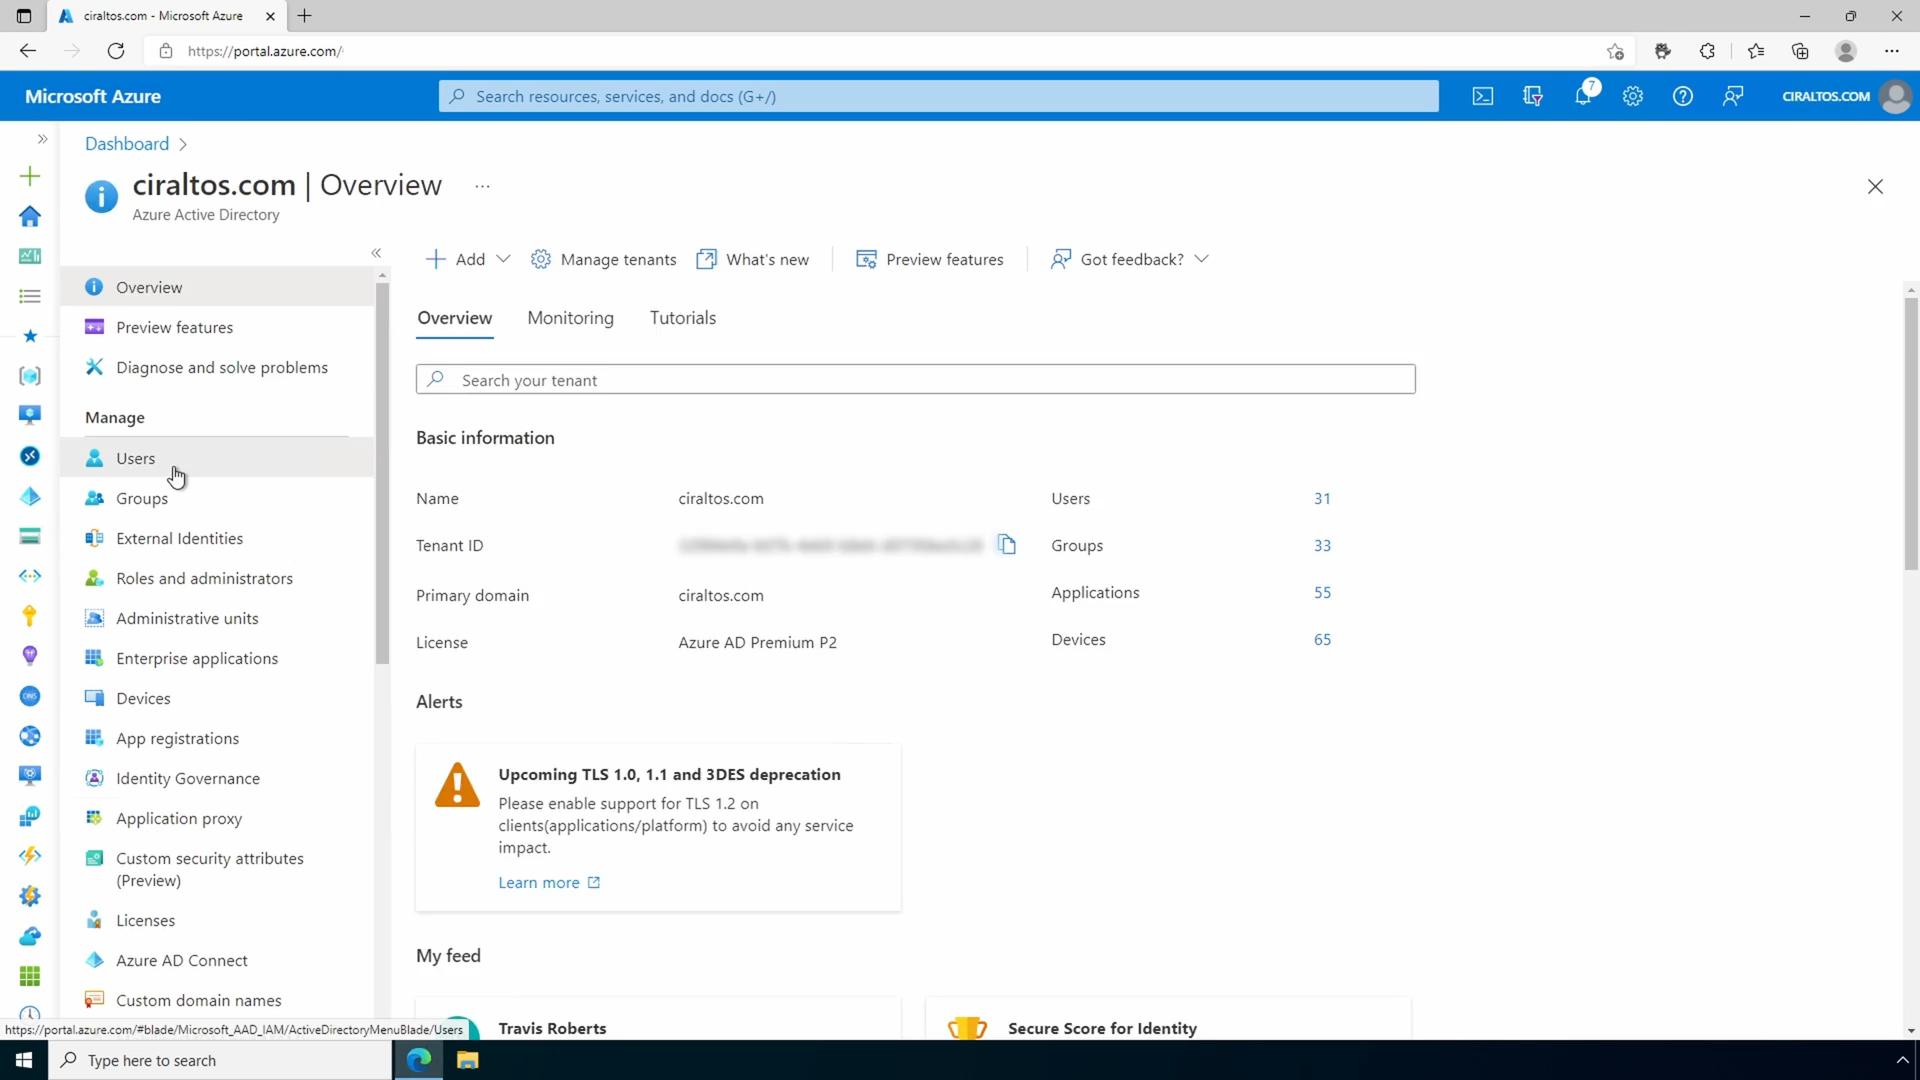 ciraltos.com - Microsoft Azure
https://portal.azure.com/
Microsoft Azure
Search resources, services, and docs (G+/)
7
CIRALTOS.COM
Dashboard
ciraltos.com | Overview
...
Azure Active Directory
Overview
Preview features
Diagnose and solve problems
Manage
Users
Groups
External Identities
Roles and administrators
Administrative units
Enterprise applications
Devices
App registrations
Identity Governance
Application proxy
Custom security attributes
(Preview)
Licenses
Azure AD Connect
Custom domain names
Add
Manage tenants
What's new
Preview features
Got feedback?
Overview
Monitoring
Tutorials
Search your tenant
Basic information
Name
ciraltos.com
Users
31
Tenant ID
Groups
33
Primary domain
ciraltos.com
Applications
55
License
Azure AD Premium P2
Devices
65
Alerts
Upcoming TLS 1.0, 1.1 and 3DES deprecation
Please enable support for TLS 1.2 on
clients(applications/platform) to avoid any service
impact.
Learn more
My feed
Travis Roberts
Secure Score for Identity
https://portal.azure.com/#blade/Microsoft_AAD_IAM/ActiveDirectoryMenuBlade/Users
Type here to search